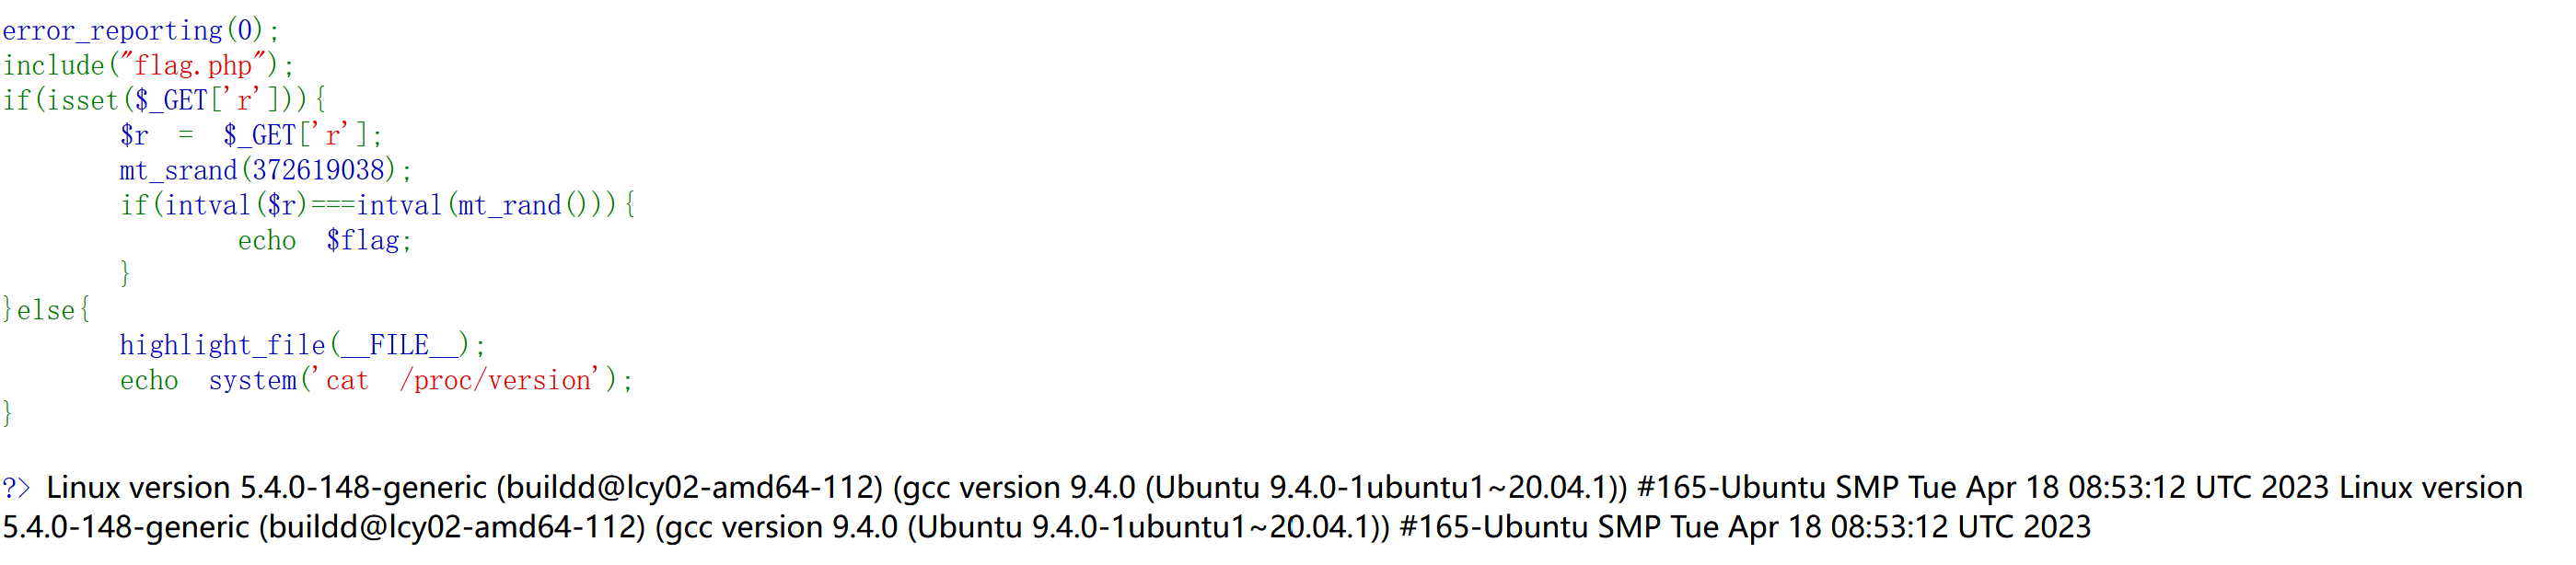 error_reporting(0);
include("flag.php");
if(isset($_GET['r'])){
        $r  =  $_GET['r'];
        mt_srand(372619038);
        if(intval($r)===intval(mt_rand())){
                echo  $flag;
        }
}else{
        highlight_file(__FILE__);
        echo  system('cat  /proc/version');
}
?> Linux version 5.4.0-148-generic (buildd@lcy02-amd64-112) (gcc version 9.4.0 (Ubuntu 9.4.0-1ubuntu1~20.04.1)) #165-Ubuntu SMP Tue Apr 18 08:53:12 UTC 2023 Linux version
5.4.0-148-generic (buildd@lcy02-amd64-112) (gcc version 9.4.0 (Ubuntu 9.4.0-1ubuntu1~20.04.1)) #165-Ubuntu SMP Tue Apr 18 08:53:12 UTC 2023